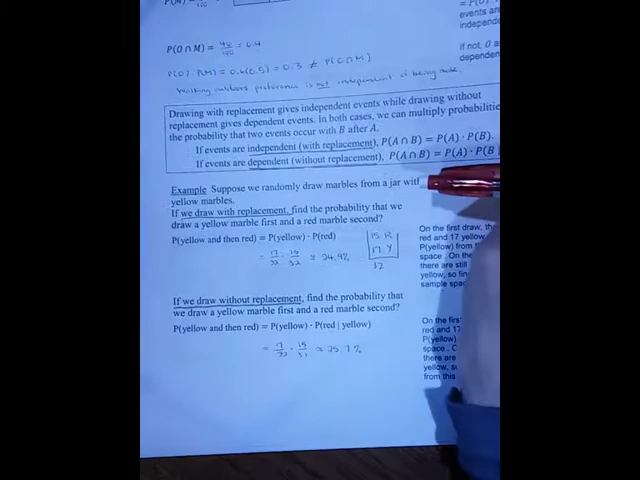 P(O∩M) = 40/100 = 0.4
P(O) · P(M) = 0.6(0.5) = 0.3 ≠ P(O∩M)
Walking outdoors preference is not independent of being male.
events are
independe
If not, O a
dependen
Drawing with replacement gives independent events while drawing without
replacement gives dependent events. In both cases, we can multiply probabilitie
the probability that two events occur with B after A.
If events are independent (with replacement), P(A ∩ B) = P(A) · P(B).
If events are dependent (without replacement), P(A ∩ B) = P(A) · P(B |
Example Suppose we randomly draw marbles from a jar with
yellow marbles.
If we draw with replacement, find the probability that we
draw a yellow marble first and a red marble second?
P(yellow and then red) = P(yellow) · P(red)
= 17/32 · 15/32 ≈ 24.9%
15 R
17 Y
32
On the first draw, the
red and 17 yellow
P(yellow) from
space. On the
there are still
yellow, so fin
sample spac
If we draw without replacement, find the probability that
we draw a yellow marble first and a red marble second?
P(yellow and then red) = P(yellow) · P(red | yellow)
= 17/32 · 15/31 ≈ 25.7%
On the firs
red and 17
P(yellow)
space. C
there are
yellow, s
from this